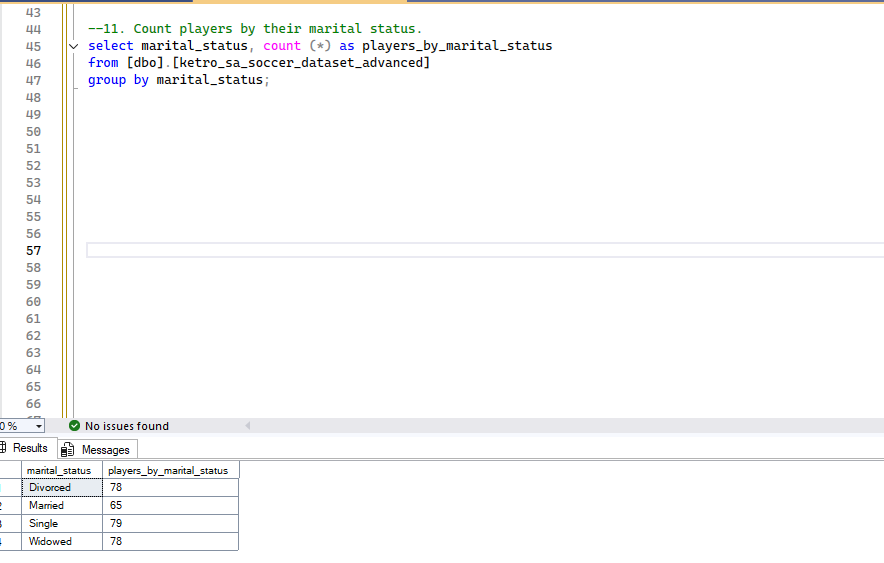 43
44 --11. Count players by their marital status.
45 select marital_status, count (*) as players_by_marital_status
46 from [dbo].[ketro_sa_soccer_dataset_advanced]
47 group by marital_status;
48
49
50
51
52
53
54
55
56
57
58
59
60
61
62
63
64
65
66
0 % No issues found
Results Messages
marital_status players_by_marital_status
Divorced 78
Married 65
Single 79
Widowed 78